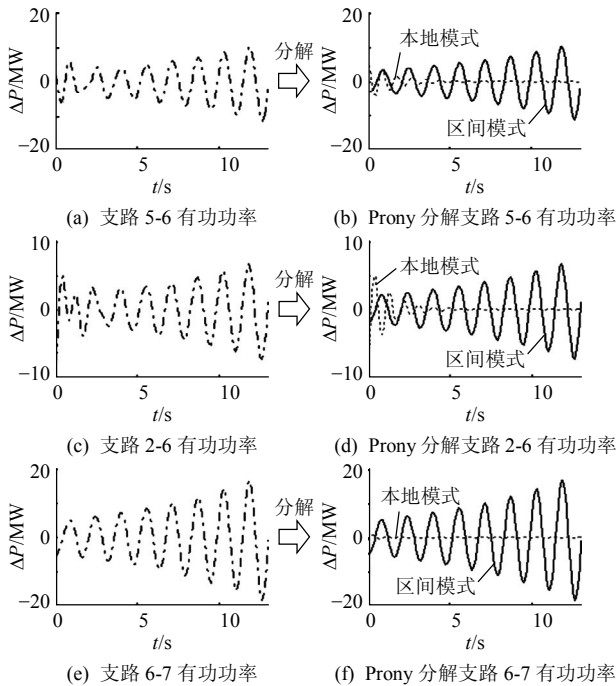 20
0
−20
ΔP/MW
0 5 10
t/s
分解
20
0
−20
ΔP/MW
本地模式
区间模式
0 5 10
t/s
(a) 支路 5-6 有功功率
(b) Prony 分解支路 5-6 有功功率
10
0
−10
ΔP/MW
0 5 10
t/s
分解
10
0
−10
ΔP/MW
本地模式
区间模式
0 5 10
t/s
(c) 支路 2-6 有功功率
(d) Prony 分解支路 2-6 有功功率
20
0
−20
ΔP/MW
0 5 10
t/s
分解
20
0
−20
ΔP/MW
本地模式
区间模式
0 5 10
t/s
(e) 支路 6-7 有功功率
(f) Prony 分解支路 6-7 有功功率